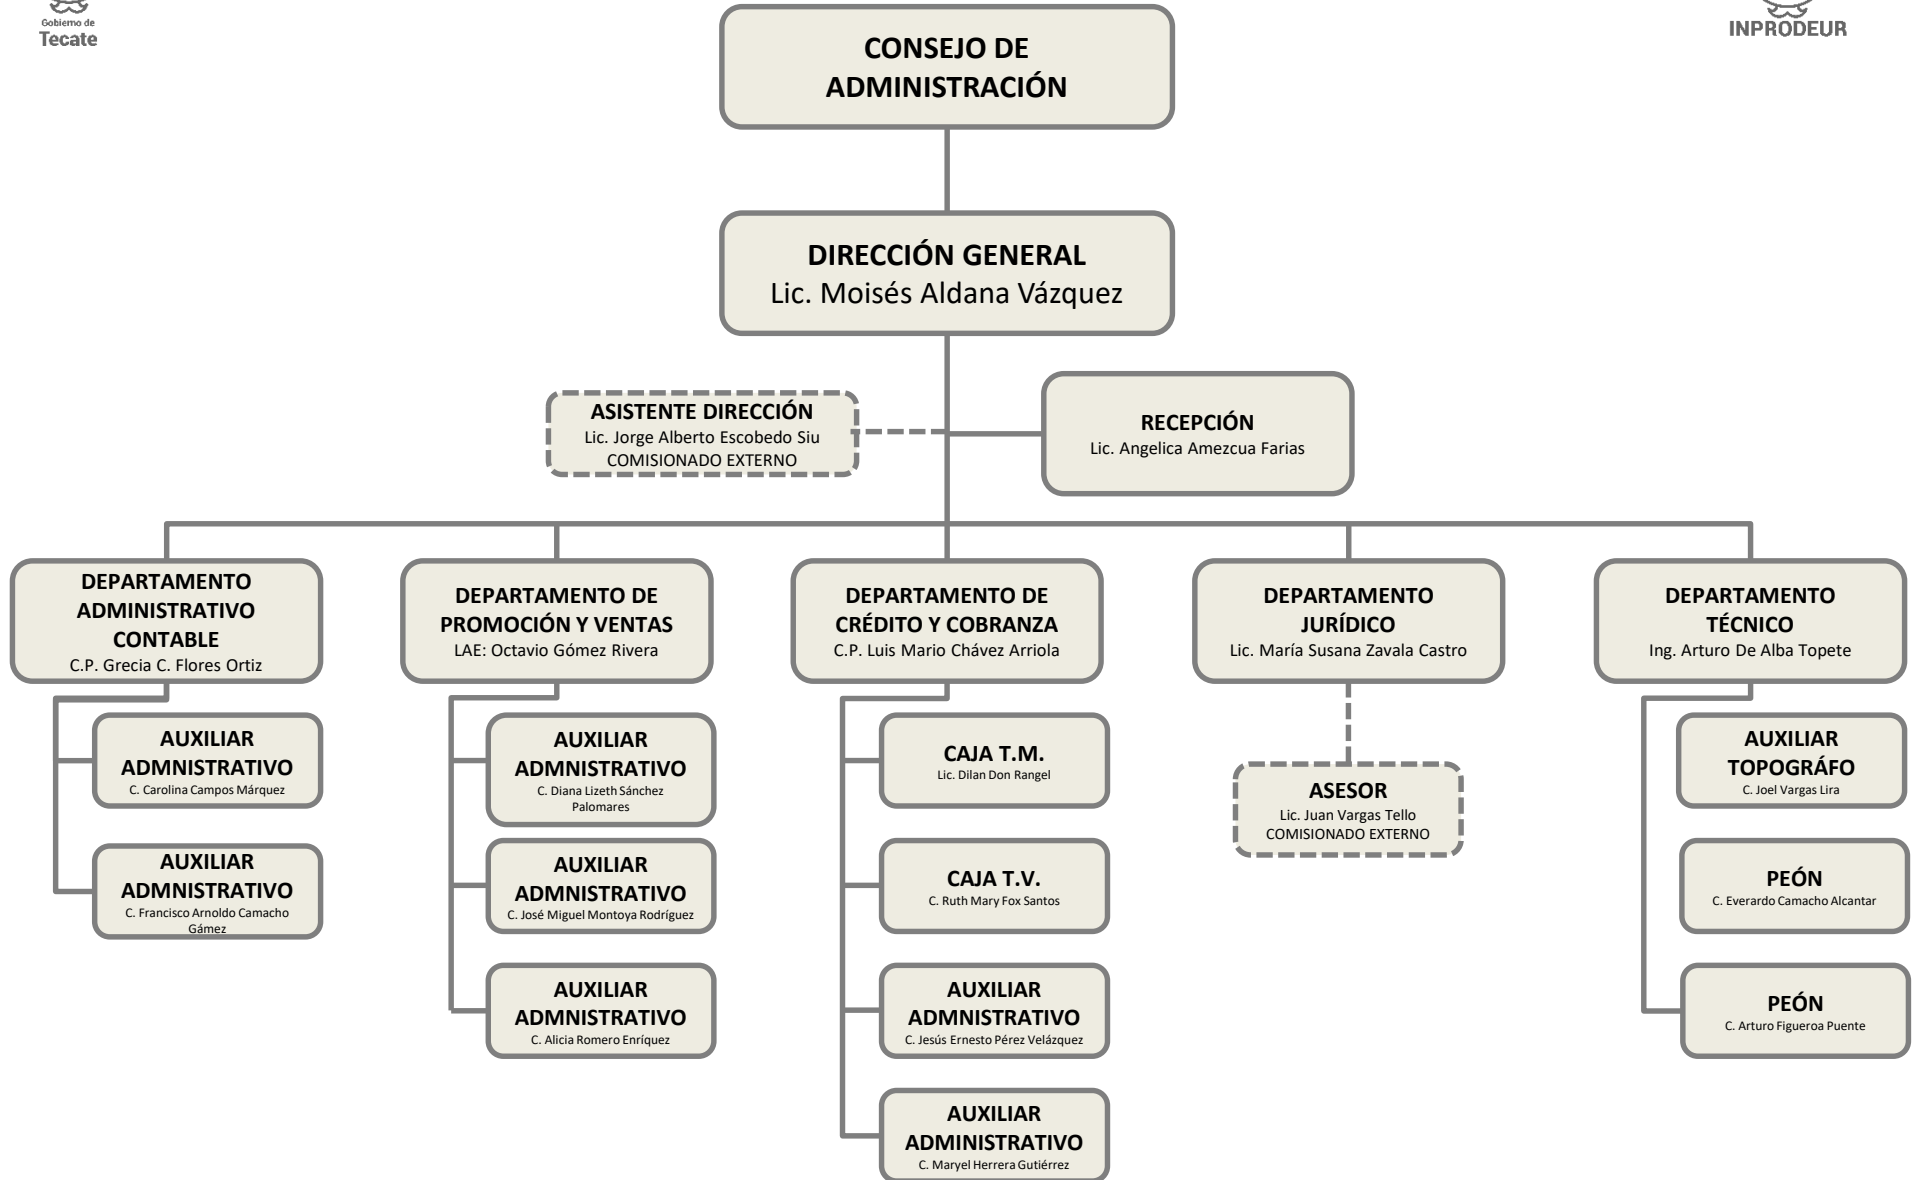 Gobierno de
Tecate
INPRODEUR
CONSEJO DE
ADMINISTRACIÓN
DIRECCIÓN GENERAL
Lic. Moisés Aldana Vázquez
ASISTENTE DIRECCIÓN
Lic. Jorge Alberto Escobedo Siu
COMISIONADO EXTERNO
RECEPCIÓN
Lic. Angelica Amezcua Farias
DEPARTAMENTO
ADMINISTRATIVO
CONTABLE
C.P. Grecia C. Flores Ortiz
AUXILIAR
ADMNISTRATIVO
C. Carolina Campos Márquez
AUXILIAR
ADMNISTRATIVO
C. Francisco Arnoldo Camacho
Gámez
DEPARTAMENTO DE
PROMOCIÓN Y VENTAS
LAE: Octavio Gómez Rivera
AUXILIAR
ADMNISTRATIVO
C. Diana Lizeth Sánchez
Palomares
AUXILIAR
ADMNISTRATIVO
C. José Miguel Montoya Rodríguez
AUXILIAR
ADMNISTRATIVO
C. Alicia Romero Enríquez
DEPARTAMENTO DE
CRÉDITO Y COBRANZA
C.P. Luis Mario Chávez Arriola
CAJA T.M.
Lic. Dilan Don Rangel
CAJA T.V.
C. Ruth Mary Fox Santos
AUXILIAR
ADMNISTRATIVO
C. Jesús Ernesto Pérez Velázquez
AUXILIAR
ADMINISTRATIVO
C. Maryel Herrera Gutiérrez
DEPARTAMENTO
JURÍDICO
Lic. María Susana Zavala Castro
ASESOR
Lic. Juan Vargas Tello
COMISIONADO EXTERNO
DEPARTAMENTO
TÉCNICO
Ing. Arturo De Alba Topete
AUXILIAR
TOPOGRÁFO
C. Joel Vargas Lira
PEÓN
C. Everardo Camacho Alcantar
PEÓN
C. Arturo Figueroa Puente